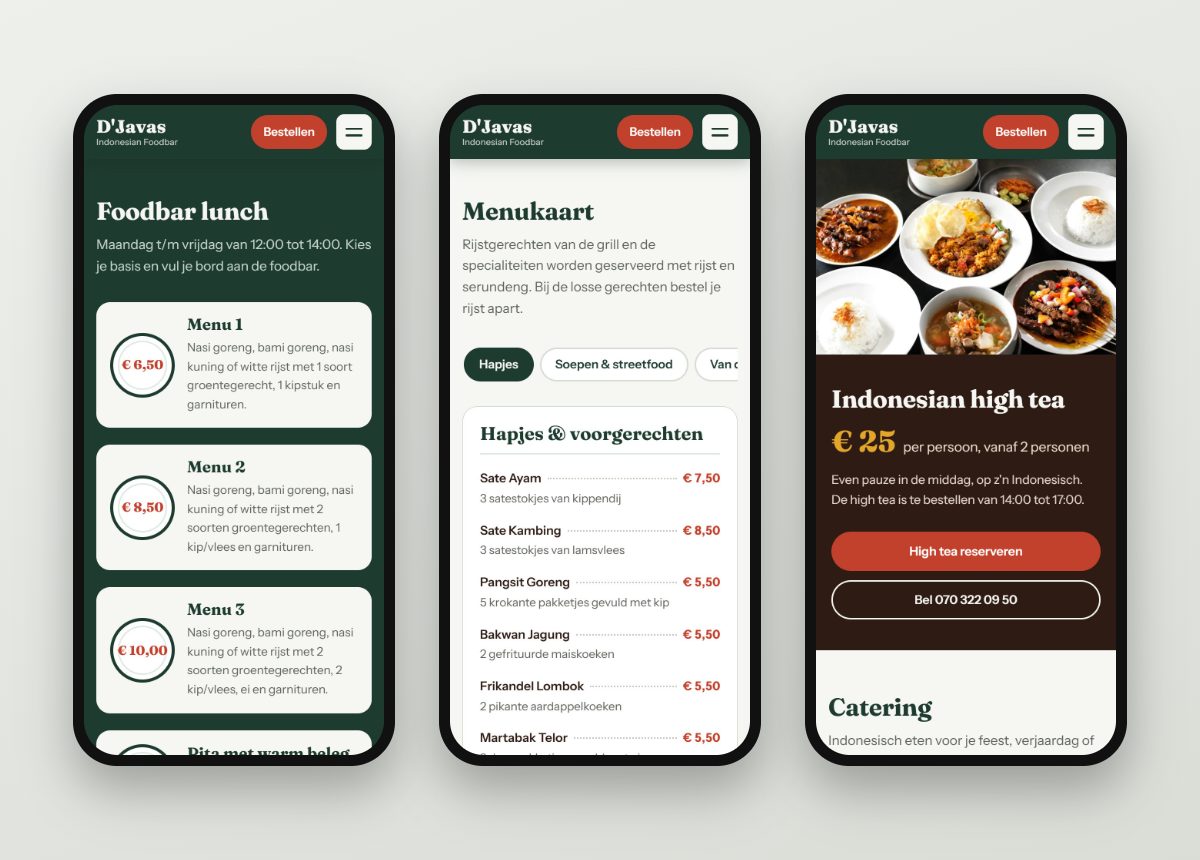 D'Javas
Indonesian Foodbar
Bestellen
Foodbar lunch
Maandag t/m vrijdag van 12:00 tot 14:00. Kies
je basis en vul je bord aan de foodbar.
€ 6,50
Menu 1
Nasi goreng, bami goreng, nasi
kuning of witte rijst met 1 soort
groentegerecht, 1 kipstuk en
garnituren.
€ 8,50
Menu 2
Nasi goreng, bami goreng, nasi
kuning of witte rijst met 2
soorten groentegerechten, 1
kip/vlees en garnituren.
€ 10,00
Menu 3
Nasi goreng, bami goreng, nasi
kuning of witte rijst met 2
soorten groentegerechten, 2
kip/vlees, ei en garnituren.
Pita met warm beleg
D'Javas
Indonesian Foodbar
Bestellen
Menukaart
Rijstgerechten van de grill en de
specialiteiten worden geserveerd met rijst en
serundeng. Bij de losse gerechten bestel je
rijst apart.
Hapjes
Soepen & streetfood
Van
Hapjes & voorgerechten
Sate Ayam € 7,50
3 satestokjes van kippendij
Sate Kambing € 8,50
3 satestokjes van lamsvlees
Pangsit Goreng € 5,50
5 krokante pakketjes gevuld met kip
Bakwan Jagung € 5,50
2 gefrituurde maiskoeken
Frikandel Lombok € 5,50
2 pikante aardappelkoeken
Martabak Telor € 5,50
D'Javas
Indonesian Foodbar
Bestellen
Indonesian high tea
€ 25 per persoon, vanaf 2 personen
Even pauze in de middag, op z'n Indonesisch.
De high tea is te bestellen van 14:00 tot 17:00.
High tea reserveren
Bel 070 322 09 50
Catering
Indonesisch eten voor je feest, verjaardag of